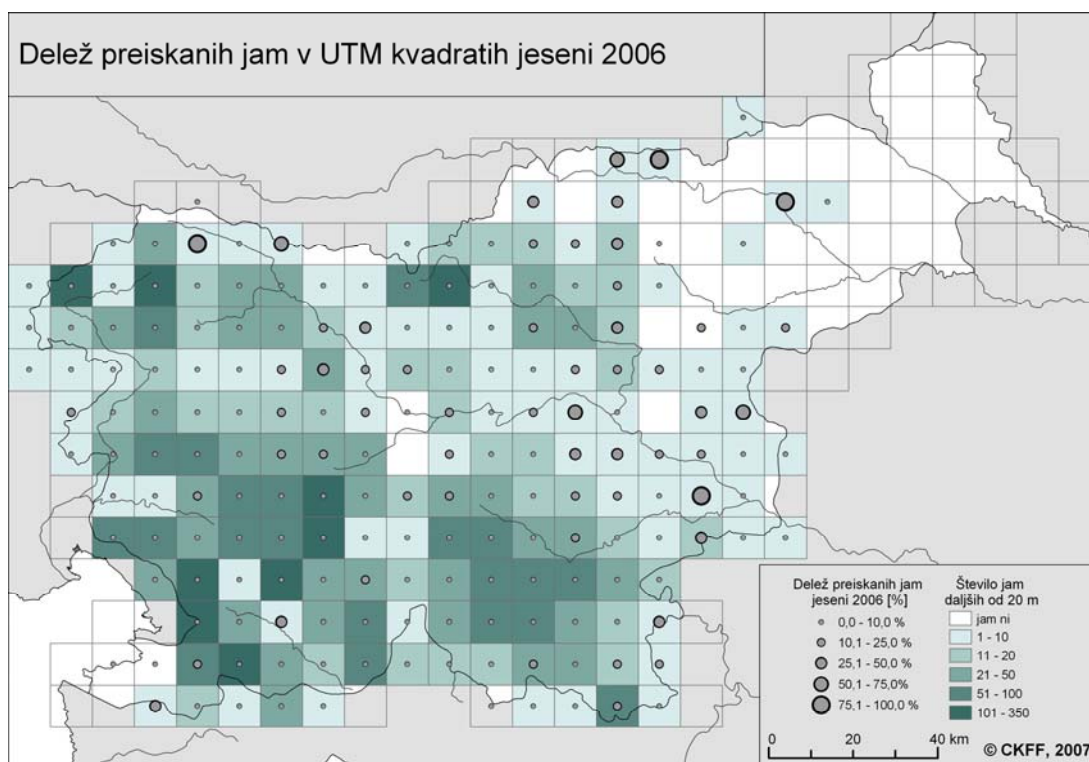 Delež preiskanih jam v UTM kvadratih jeseni 2006
Delež preiskanih jam
jeseni 2006 [%]
0,0 - 10,0 %
10,1 - 25,0 %
25,1 - 50,0 %
50,1 - 75,0%
75,1 - 100,0 %
Število jam
daljših od 20 m
jam ni
1 - 10
11 - 20
21 - 50
51 - 100
101 - 350
0 20 40 km
© CKFF, 2007